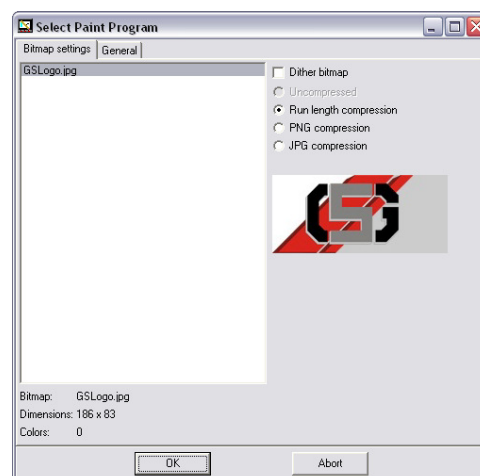 Select Paint Program
Bitmap settings General
GSLogo.jpg
Dither bitmap
Uncompressed
Run length compression
PNG compression
JPG compression
GSG
Bitmap: GSLogo.jpg
Dimensions: 186 x 83
Colors: 0
OK Abort